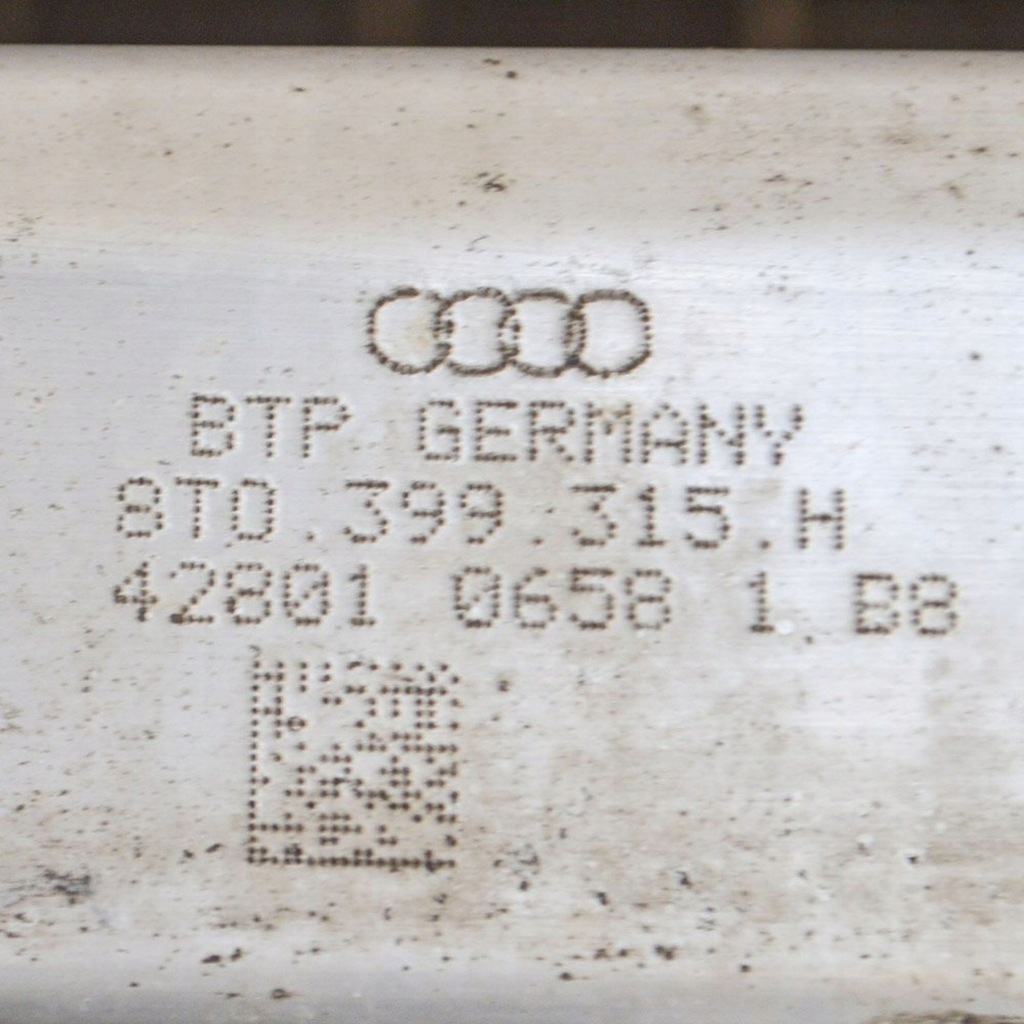 BTP GERMANY
8T0.399.315.H
42801 0658 1 B8